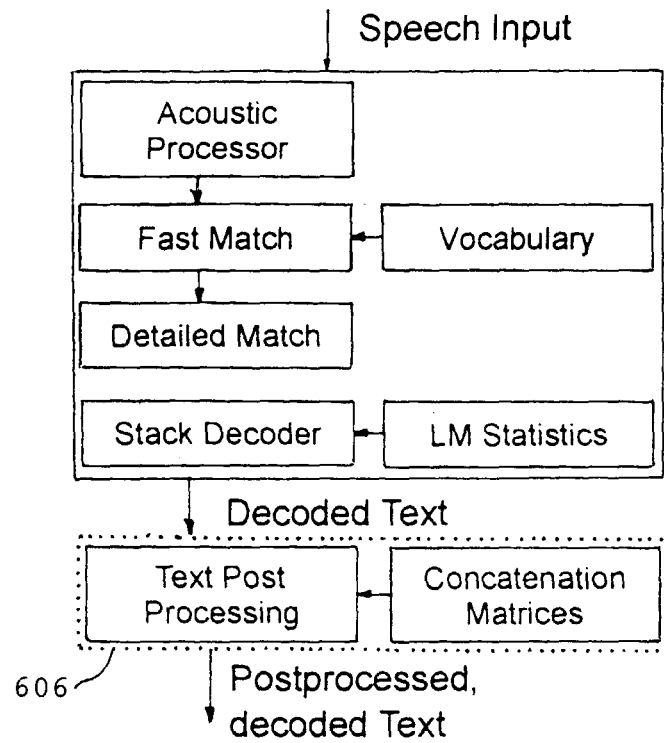 Speech Input
Acoustic
Processor
Fast Match
Vocabulary
Detailed Match
Stack Decoder
LM Statistics
Decoded Text
Text Post
Processing
Concatenation
Matrices
606
Postprocessed,
decoded Text